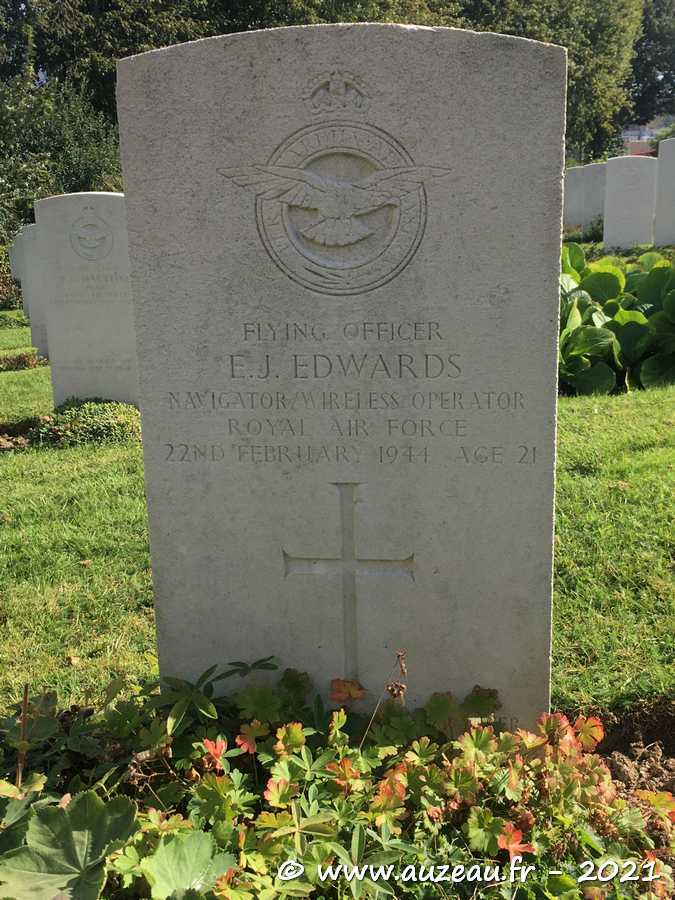 FLYING OFFICER
E.J. EDWARDS
NAVIGATOR/WIRELESS OPERATOR
ROYAL AIR FORCE
22ND FEBRUARY 1944 AGE 21
© www.auzeau.fr - 2021